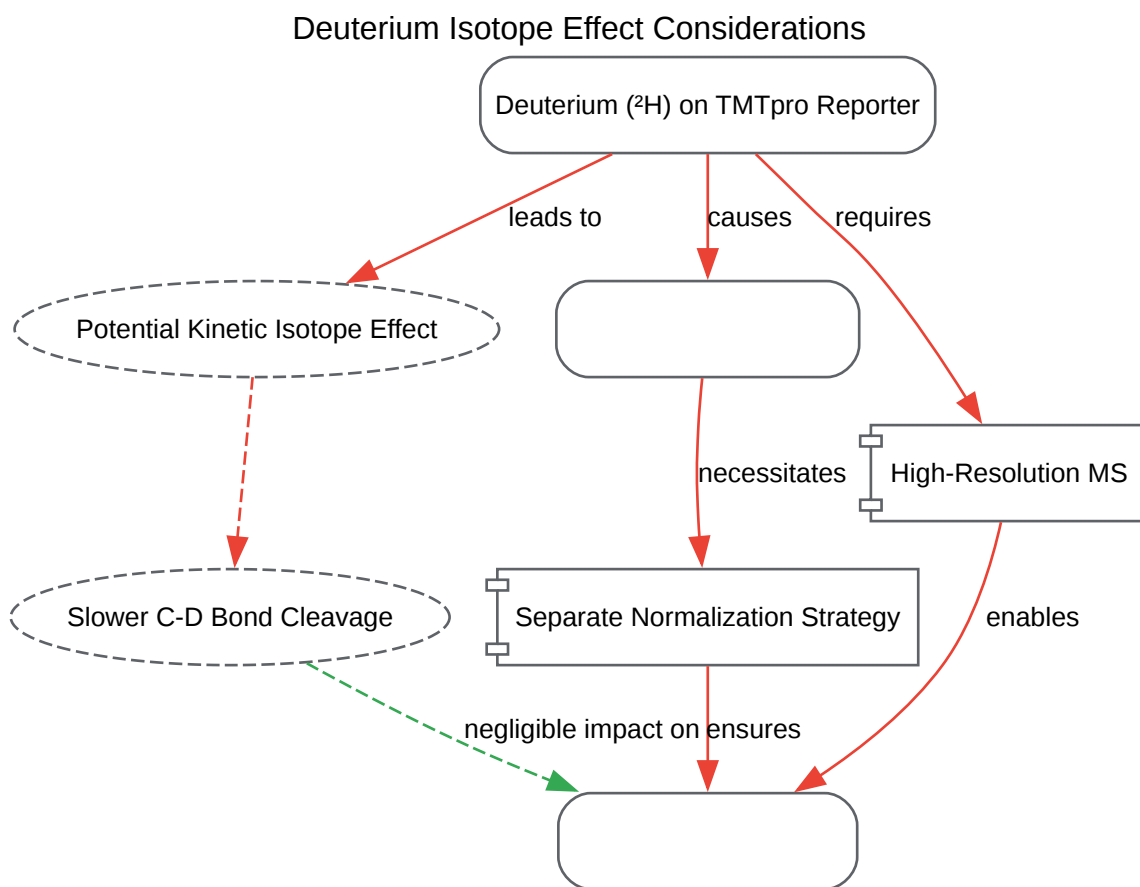 Deuterium Isotope Effect Considerations
Deuterium (²H) on TMTpro Reporter
leads to
causes
requires
Potential Kinetic Isotope Effect
necessitates
High-Resolution MS
Slower C-D Bond Cleavage
Separate Normalization Strategy
enables
negligible impact on
ensures